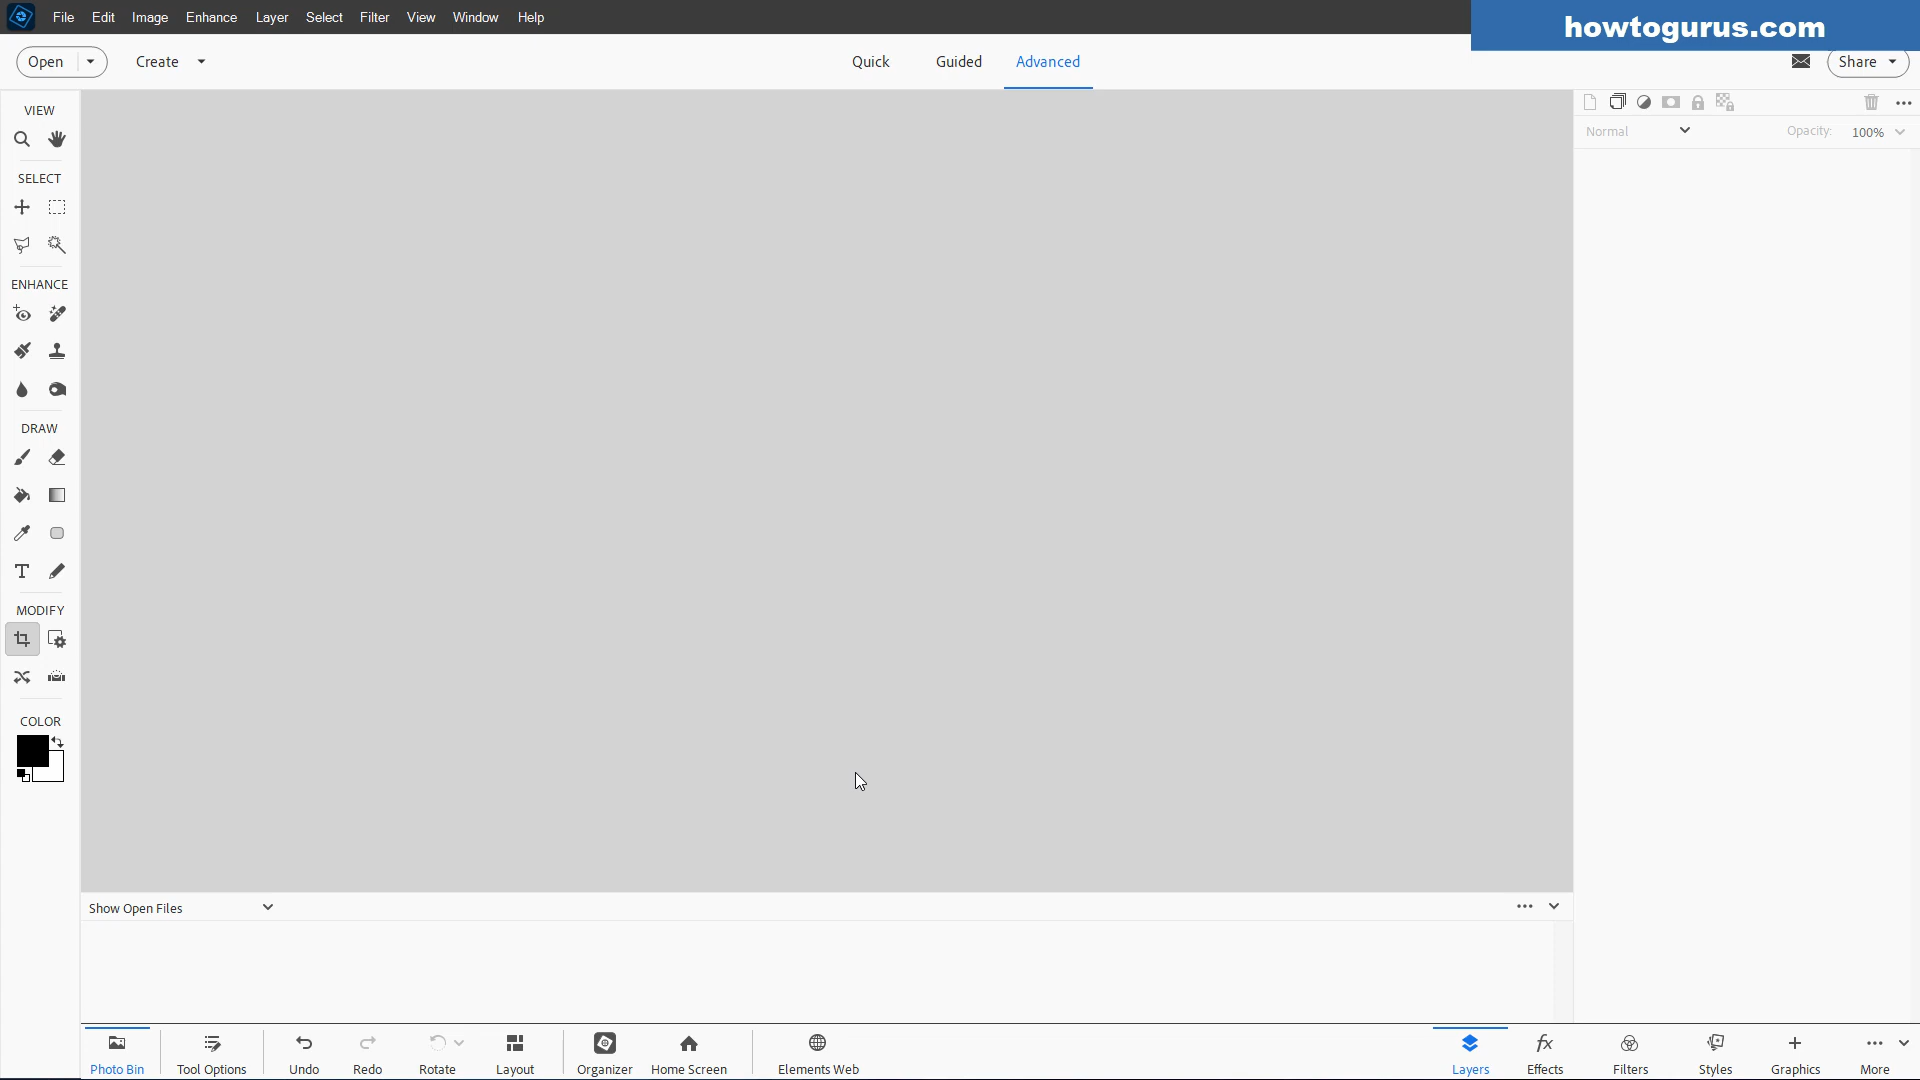 File Edit Image Enhance Layer Select Filter View Window Help
howtogurus.com
Open Create Quick Guided Advanced Share
VIEW
Normal Opacity: 100%
SELECT
ENHANCE
DRAW
T
MODIFY
COLOR
Show Open Files
Photo Bin Tool Options Undo Redo Rotate Layout Organizer Home Screen Elements Web Layers fx Effects Filters Styles Graphics More